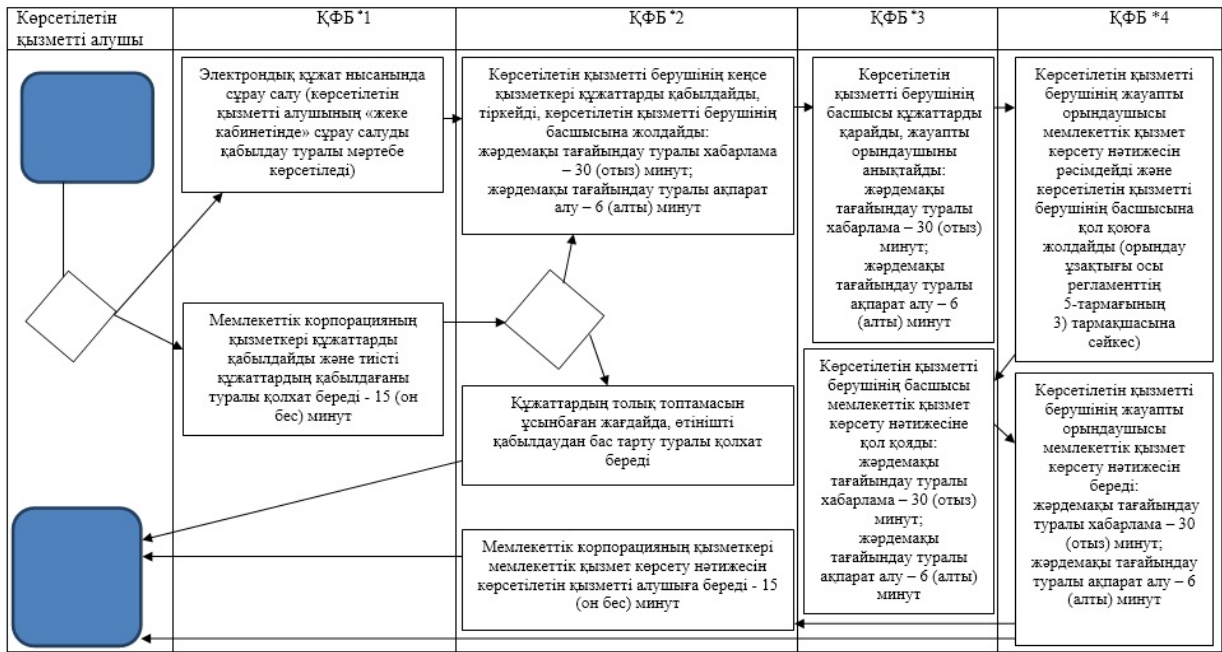 Көрсетілетін
қызметті алушы
ҚФБ *1
ҚФБ *2
ҚФБ *3
ҚФБ *4
Электрондық құжат нысанында
сұрау салу (көрсетілетін
қызметті алушының «жеке
кабинетінде» сұрау салуды
қабылдау туралы мәртебе
көрсетіледі)
Көрсетілетін қызметті берушінің кеңсе
қызметкері құжаттарды қабылдайды,
тіркейді, көрсетілетін қызметті берушінің
басшысына жолдайды:
жәрдемақы тағайындау туралы хабарлама
– 30 (отыз) минут;
жәрдемақы тағайындау туралы ақпарат
алу – 6 (алты) минут
Көрсетілетін
қызметті берушінің
басшысы құжаттарды
қарайды, жауапты
орындаушыны
анықтайды:
жәрдемақы
тағайындау туралы
хабарлама – 30 (отыз)
минут;
жәрдемақы
тағайындау туралы
ақпарат алу – 6
(алты) минут
Көрсетілетін қызметті
берушінің жауапты
орындаушысы
мемлекеттік қызмет
көрсету нәтижесін
рәсімдейді және
көрсетілетін қызметті
берушінің басшысына
қол қоюға
жолдайды (орындау
ұзақтығы осы
регламенттің
5-тармағының
3) тармақшасына
сәйкес)
Мемлекеттік корпорацияның
қызметкері құжаттарды
қабылдайды және тиісті
құжаттардың қабылдағаны
туралы қолхат береді - 15 (он
бес) минут
Құжаттардың толық топтамасын
ұсынбаған жағдайда, өтінішті
қабылдаудан бас тарту туралы қолхат
береді
Көрсетілетін қызметті
берушінің басшысы
мемлекеттік қызмет
көрсету нәтижесіне
қол қояды:
жәрдемақы
тағайындау туралы
хабарлама – 30 (отыз)
минут;
жәрдемақы
тағайындау туралы
ақпарат алу – 6 (алты)
минут
Көрсетілетін қызметті
берушінің жауапты
орындаушысы
мемлекеттік қызмет
көрсету нәтижесін
береді:
жәрдемақы тағайындау
туралы хабарлама – 30
(отыз) минут;
жәрдемақы тағайындау
туралы ақпарат алу – 6
(алты) минут
Мемлекеттік корпорацияның қызметкері
мемлекеттік қызмет көрсету нәтижесін
көрсетілетін қызметті алушыға береді - 15
(он бес) минут